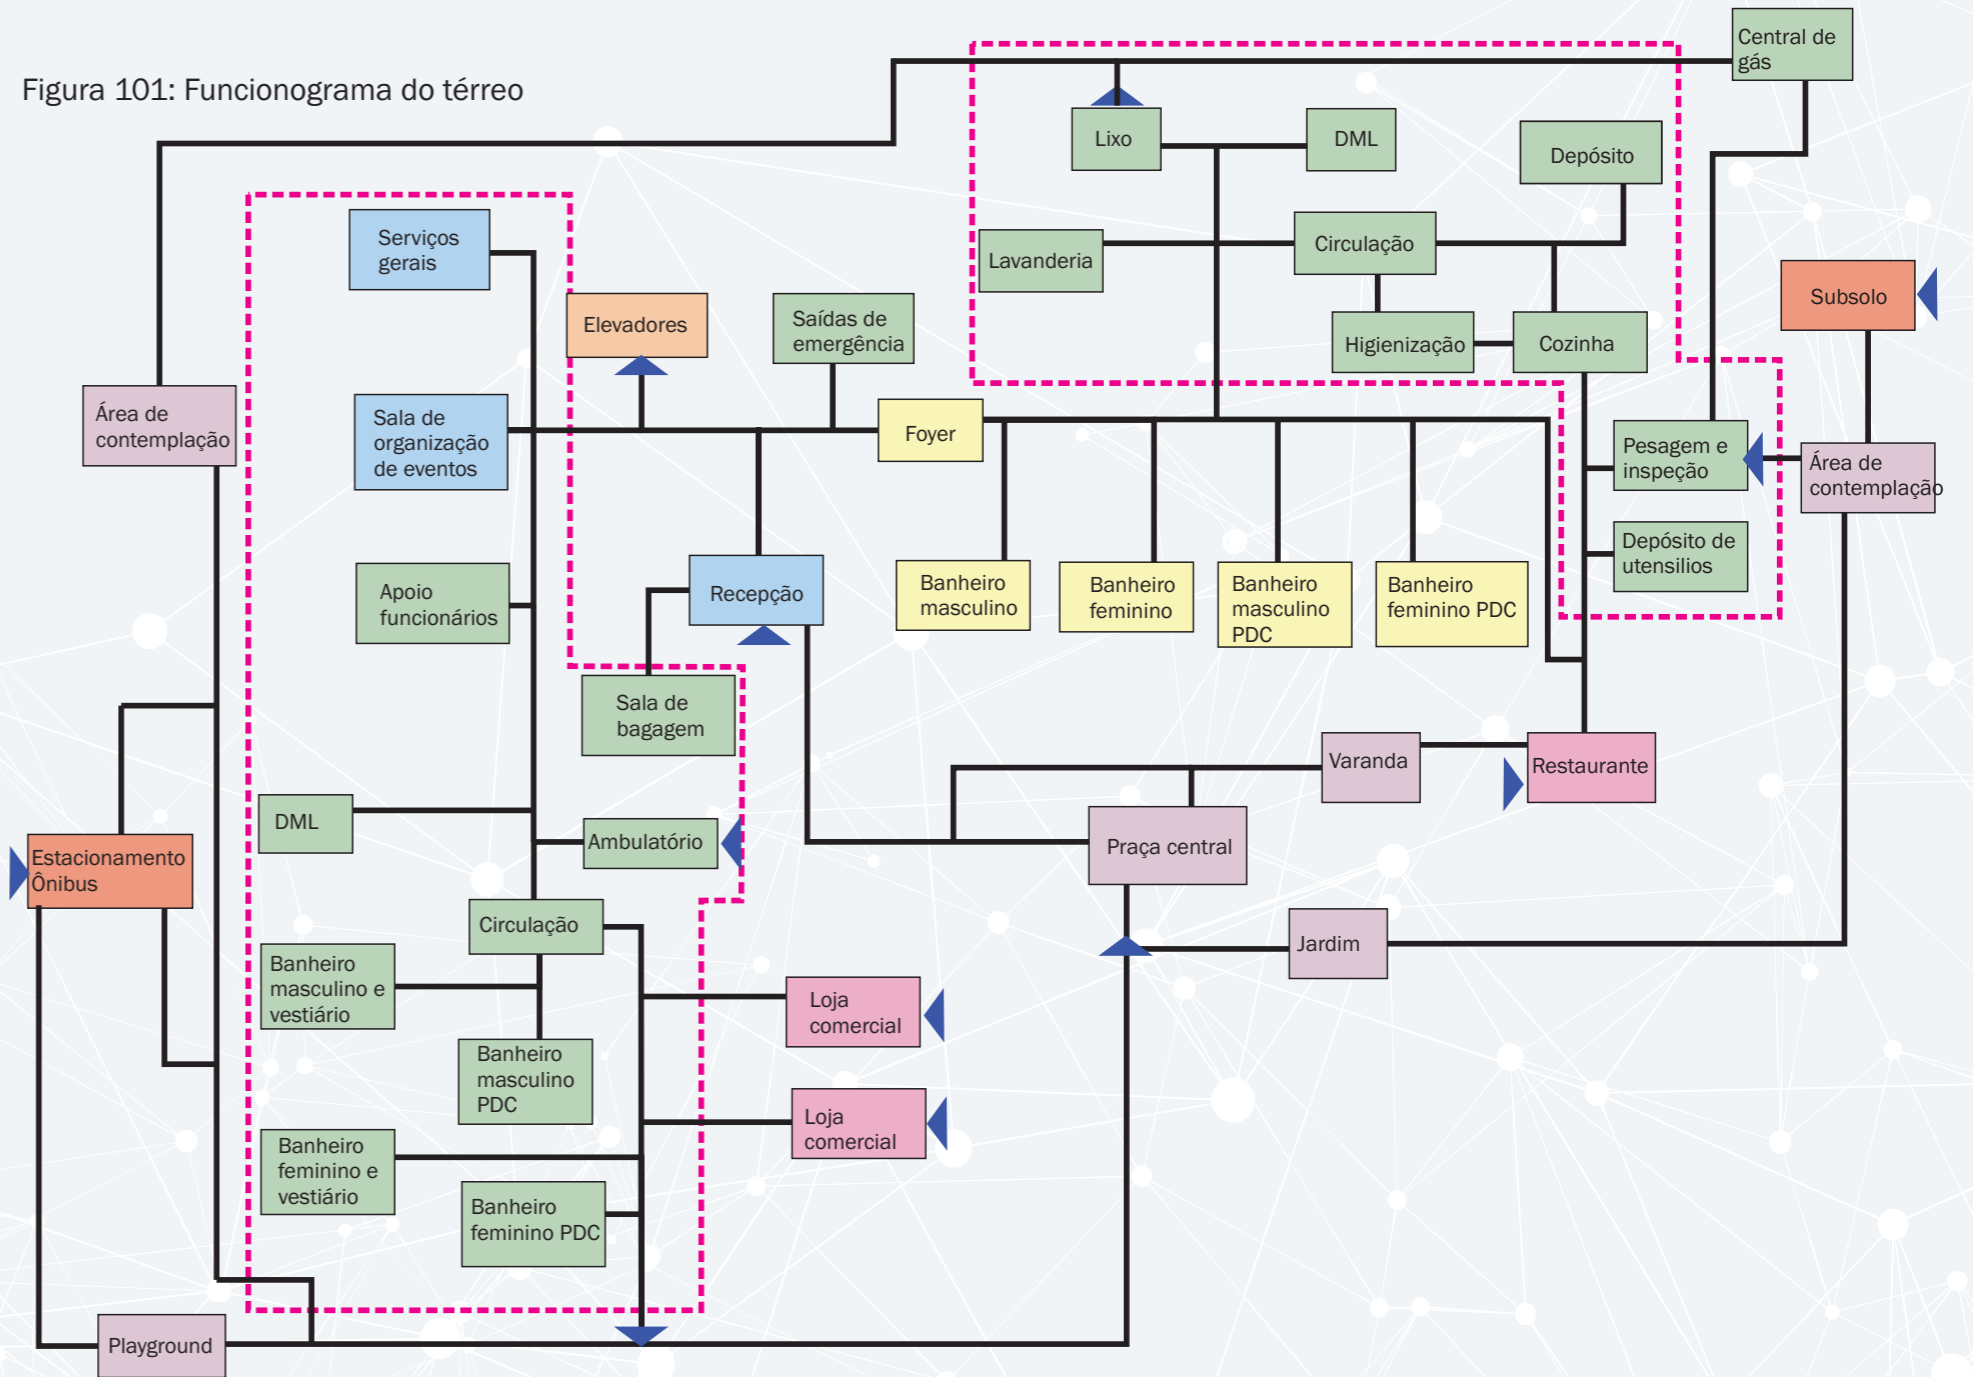 Figura 101: Funcionograma do térreo
Central de
gás
Lixo
DML
Depósito
Serviços
gerais
Lavanderia
Circulação
Elevadores
Saídas de
emergência
Higienização
Cozinha
Subsolo
Área de
contemplação
Sala de
organização
de eventos
Foyer
Pesagem e
inspeção
Área de
contemplação
Depósito de
utensilios
Apoio
funcionários
Recepção
Banheiro
masculino
Banheiro
feminino
Banheiro
masculino
PDC
Banheiro
feminino PDC
Sala de
bagagem
Varanda
Restaurante
DML
Ambulatório
Praça central
Estacionamento
Ônibus
Circulação
Jardim
Banheiro
masculino e
vestiário
Loja
comercial
Banheiro
masculino
PDC
Loja
comercial
Banheiro
feminino e
vestiário
Banheiro
feminino PDC
Playground